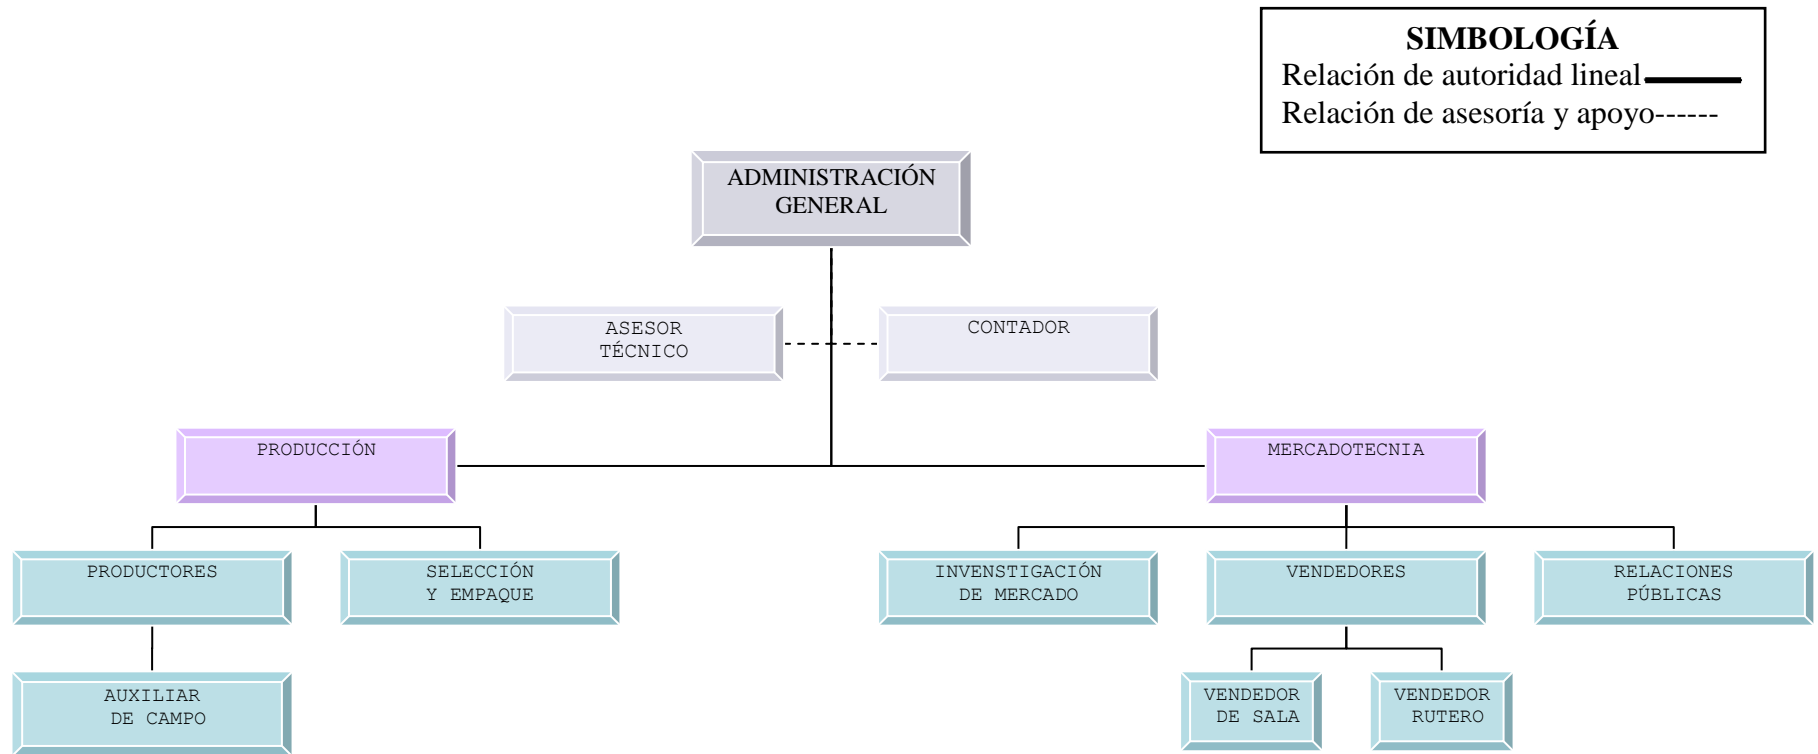 SIMBOLOGÍA
Relación de autoridad lineal
Relación de asesoría y apoyo------
ADMINISTRACIÓN
GENERAL
ASESOR
TÉCNICO
CONTADOR
PRODUCCIÓN
MERCADOTECNIA
PRODUCTORES
SELECCIÓN
Y EMPAQUE
INVENSTIGACIÓN
DE MERCADO
VENDEDORES
RELACIONES
PÚBLICAS
AUXILIAR
DE CAMPO
VENDEDOR
DE SALA
VENDEDOR
RUTERO